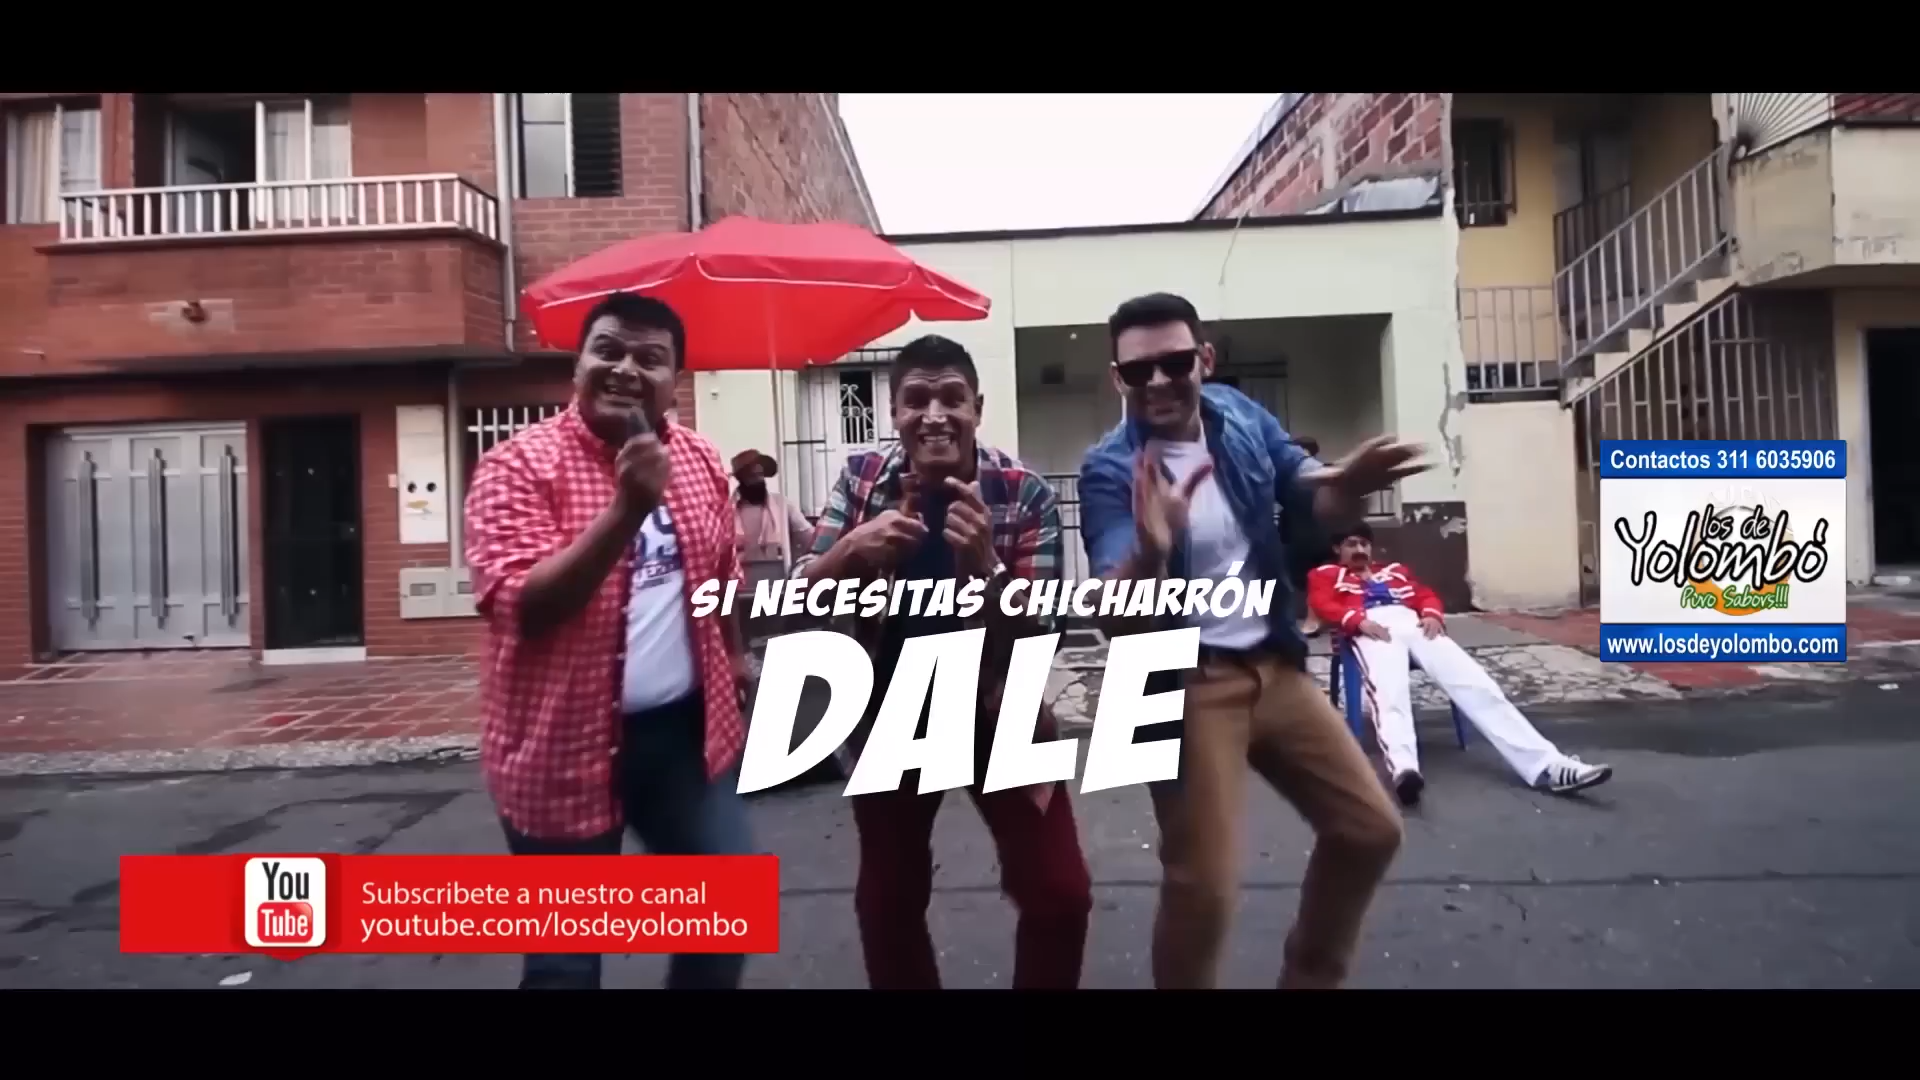 SI NECESITAS CHICHARRÓN
DALE
Contactos 311 6035906
los de
Yolombó
Puro Sabors!!!
www.losdeyolombo.com
You
Tube
Subscribete a nuestro canal
youtube.com/losdeyolombo